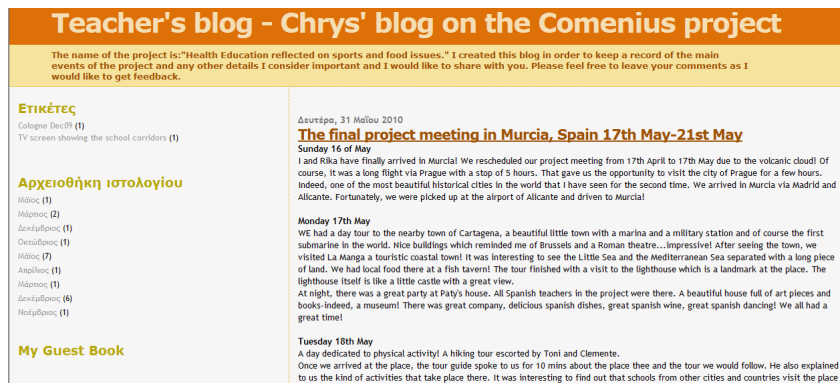 Teacher's blog - Chrys' blog on the Comenius project
The name of the project is:"Health Education reflected on sports and food issues." I created this blog in order to keep a record of the main
events of the project and any other details I consider important and I would like to share with you. Please feel free to leave your comments as I
would like to get feedback.
Ετικέτες
Cologne Dec09 (1)
TV screen showing the school corridors (1)
Αρχειοθήκη ιστολογίου
Μάϊος (1)
Μάρτιος (2)
Δεκέμβριος (1)
Οκτώβριος (1)
Μάϊος (7)
Απρίλιος (1)
Μάρτιος (1)
Δεκέμβριος (6)
Νοέμβριος (1)
My Guest Book
Δευτέρα, 31 Μαΐου 2010
The final project meeting in Murcia, Spain 17th May-21st May
Sunday 16 of May
I and Rika have finally arrived in Murcia! We rescheduled our project meeting from 17th April to 17th May due to the volcanic cloud! Of
course, it was a long flight via Prague with a stop of 5 hours. That gave us the opportunity to visit the city of Prague for a few hours.
Indeed, one of the most beautiful historical cities in the world that I have seen for the second time. We arrived in Murcia via Madrid and
Alicante. Fortunately, we were picked up at the airport of Alicante and driven to Murcia!
Monday 17th May
WE had a day tour to the nearby town of Cartagena, a beautiful little town with a marina and a military station and of course the first
submarine in the world. Nice buildings which reminded me of Brussels and a Roman theatre...impressive! After seeing the town, we
visited La Manga a touristic coastal town! It was interesting to see the Little Sea and the Mediterranean Sea separated with a long piece
of land. We had local food there at a fish tavern! The tour finished with a visit to the lighthouse which is a landmark at the place. The
lighthouse itself is like a little castle with a great view.
At night, there was a great party at Paty's house. All Spanish teachers in the project were there. A beautiful house full of art pieces and
books-indeed, a museum! There was great company, delicious spanish dishes, great spanish wine, great spanish dancing! We all had a
great time!
Tuesday 18th May
A day dedicated to physical activity! A hiking tour escorted by Toni and Clemente.
Once we arrived at the place, the tour guide spoke to us for 10 mins about the place thee and the tour we would follow. He also explained
to us the kind of activities that take place there. It was interesting to find out that schools from other cities and countries visit the place